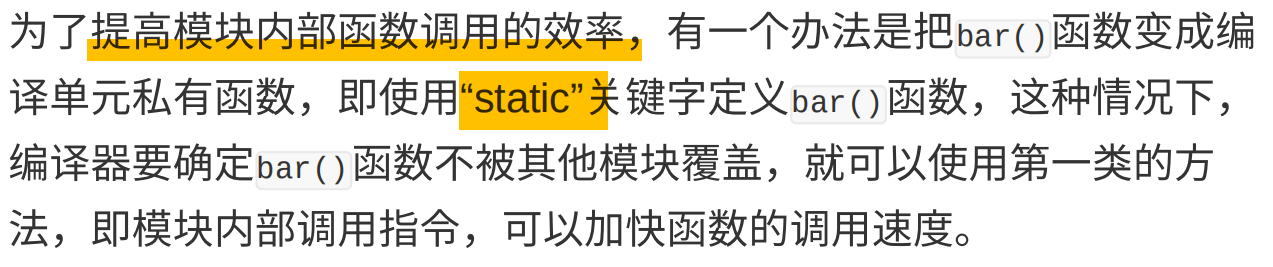 为了提高模块内部函数调用的效率，有一个办法是把bar()函数变成编
译单元私有函数，即使用“static”关键字定义bar()函数，这种情况下，
编译器要确定bar()函数不被其他模块覆盖，就可以使用第一类的方
法，即模块内部调用指令，可以加快函数的调用速度。